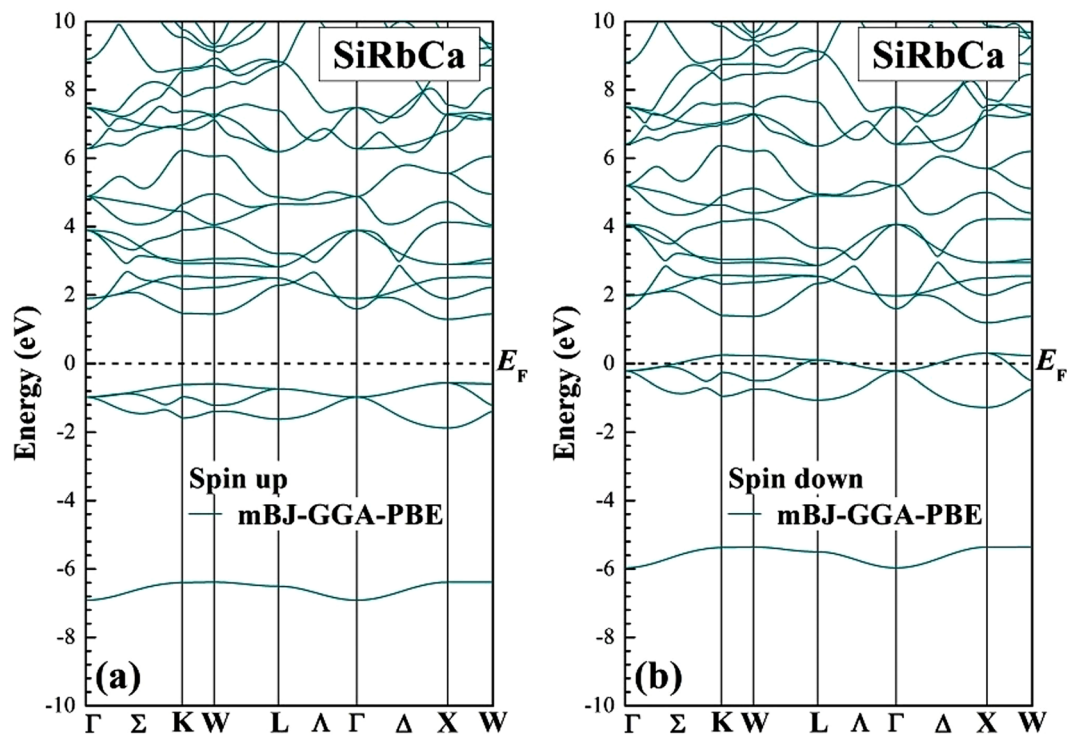 SiRbCa
10
8
6
4
2
0
-2
-4
-6
-8
-10
Energy (eV)
E_F
Spin up
mBJ-GGA-PBE
(a)
Γ Σ K W L Λ Γ Δ X W
SiRbCa
10
8
6
4
2
0
-2
-4
-6
-8
-10
Energy (eV)
E_F
Spin down
mBJ-GGA-PBE
(b)
Γ Σ K W L Λ Γ Δ X W